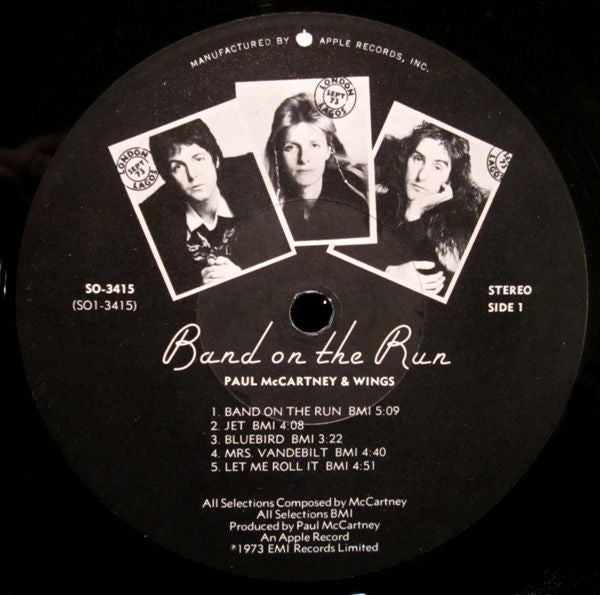 MANUFACTURED BY APPLE RECORDS, INC.
LONDON
SEPT
73
LAGOS
LONDON
SEPT
73
LAGOS
LONDON
SEPT
73
LAGOS
SO-3415
(SO1-3415)
STEREO
SIDE 1
Band on the Run
PAUL McCARTNEY & WINGS
1. BAND ON THE RUN BMI 5:09
2. JET BMI 4:08
3. BLUEBIRD BMI 3:22
4. MRS. VANDEBILT BMI 4:40
5. LET ME ROLL IT BMI 4:51
All Selections Composed by McCartney
All Selections BMI
Produced by Paul McCartney
An Apple Record
℗1973 EMI Records Limited